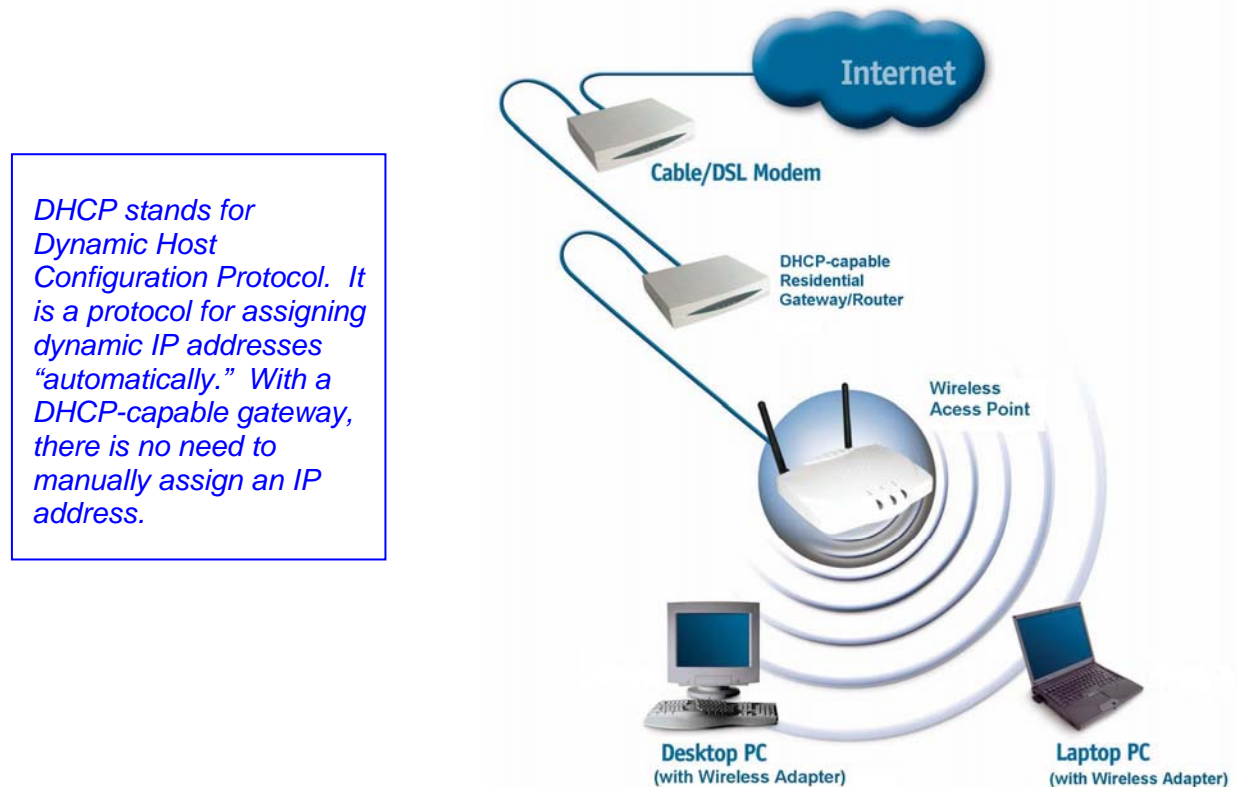 DHCP stands for
Dynamic Host
Configuration Protocol.  It
is a protocol for assigning
dynamic IP addresses
“automatically.”  With a
DHCP-capable gateway,
there is no need to
manually assign an IP
address.
Internet
Cable/DSL Modem
DHCP-capable
Residential
Gateway/Router
Wireless
Acess Point
Desktop PC
(with Wireless Adapter)
Laptop PC
(with Wireless Adapter)